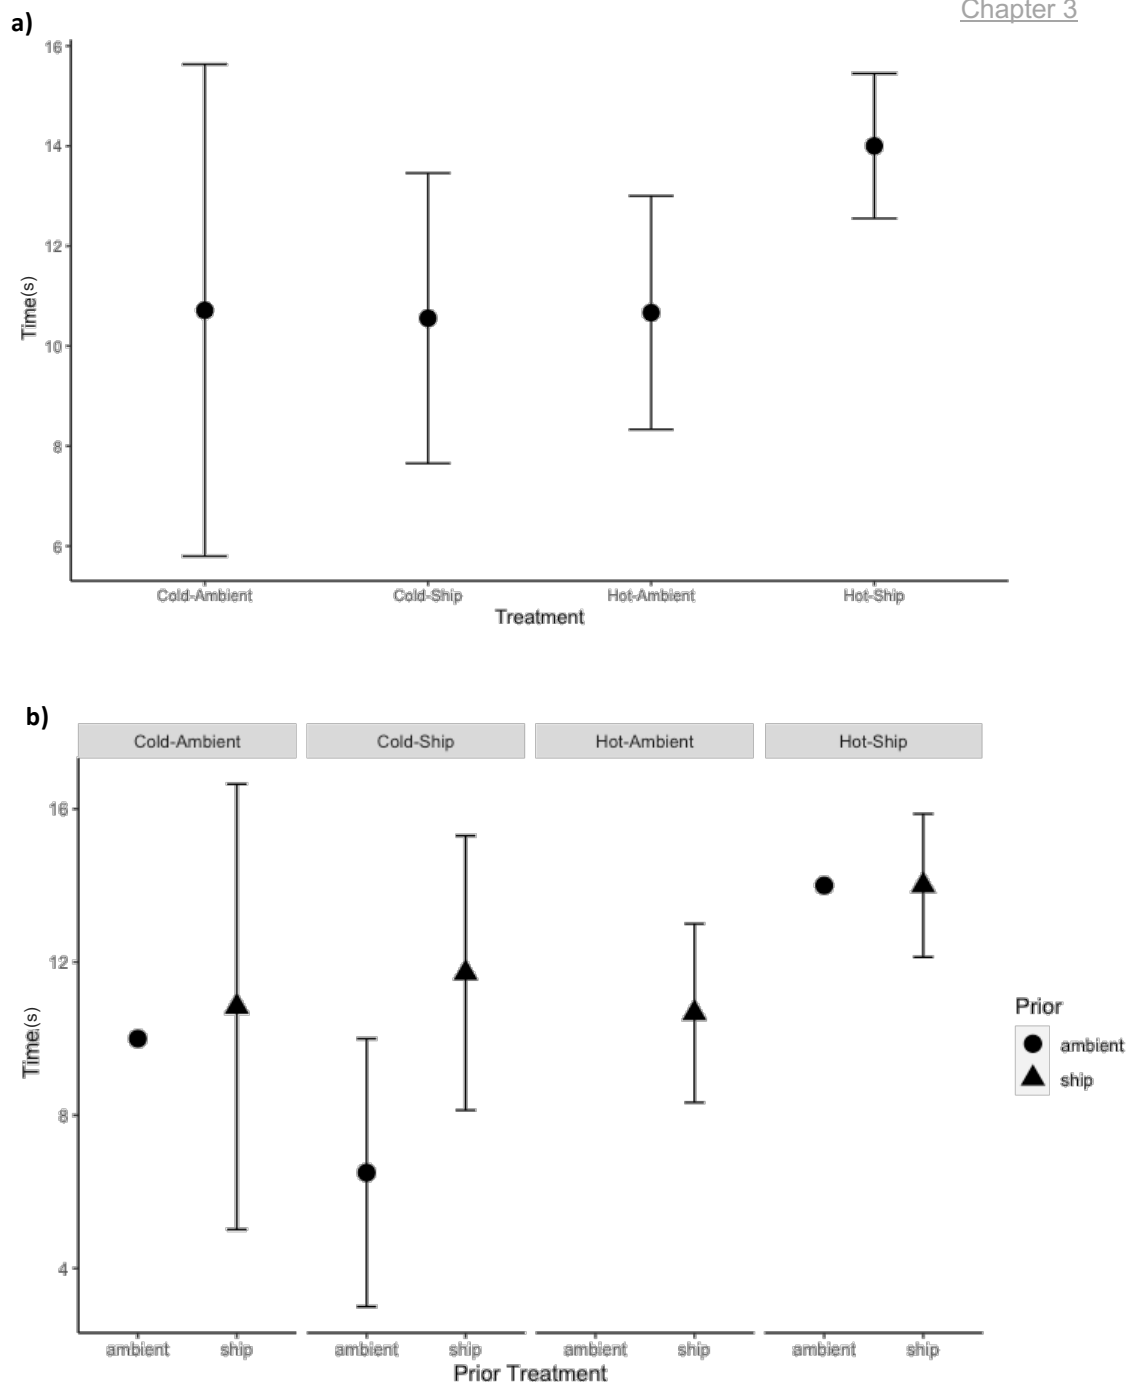 Chapter 3
a)
16
14
12
10
8
6
Time(s)
Cold-Ambient Cold-Ship Hot-Ambient Hot-Ship
Treatment
b)
Cold-Ambient Cold-Ship Hot-Ambient Hot-Ship
16
12
8
4
Time(s)
ambient ship ambient ship ambient ship ambient ship
Prior Treatment
Prior
ambient
ship